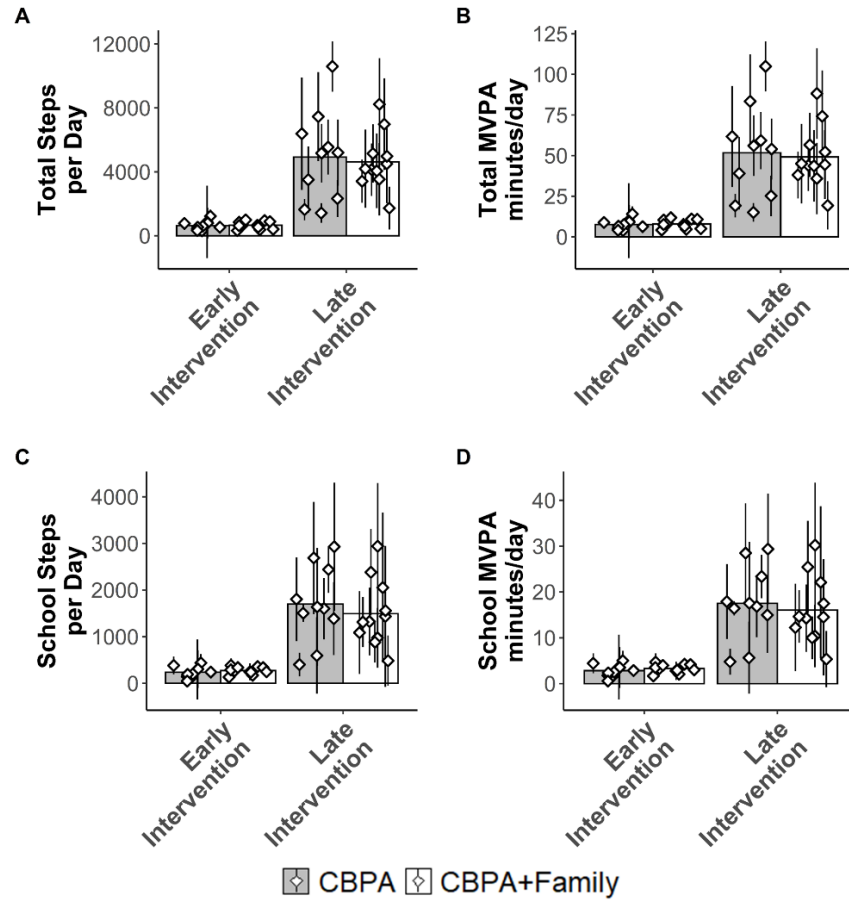 A
Total Steps
per Day
12000
8000
4000
0
Early
Intervention
Late
Intervention
B
Total MVPA
minutes/day
125
100
75
50
25
0
Early
Intervention
Late
Intervention
C
School Steps
per Day
4000
3000
2000
1000
0
Early
Intervention
Late
Intervention
D
School MVPA
minutes/day
40
30
20
10
0
Early
Intervention
Late
Intervention
CBPA CBPA+Family